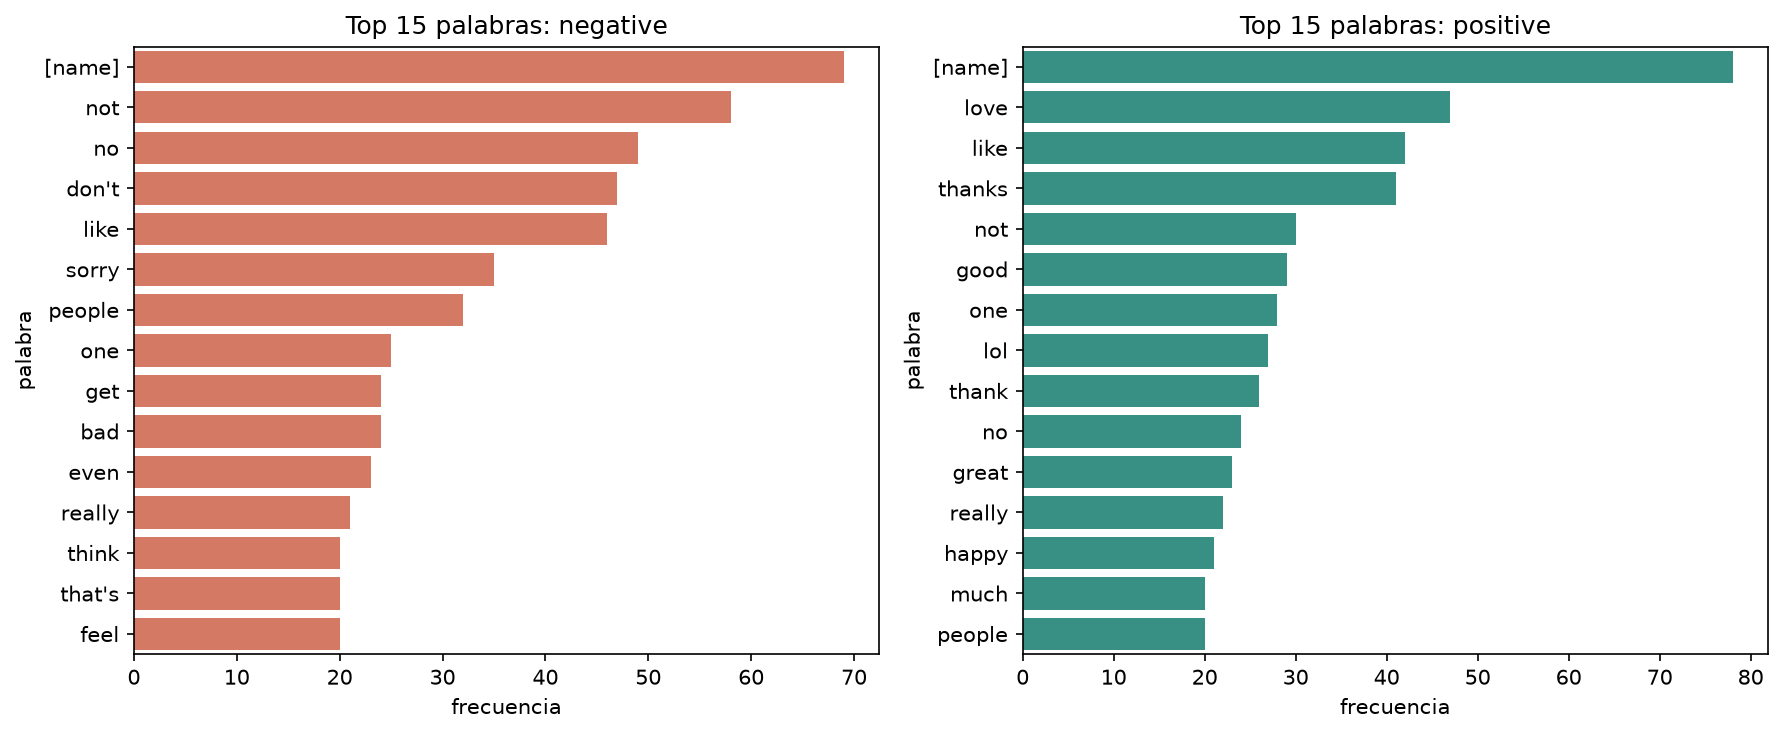 Top 15 palabras: negative
palabra
[name]
not
no
don't
like
sorry
people
one
get
bad
even
really
think
that's
feel
0 10 20 30 40 50 60 70
frecuencia
Top 15 palabras: positive
palabra
[name]
love
like
thanks
not
good
one
lol
thank
no
great
really
happy
much
people
0 10 20 30 40 50 60 70 80
frecuencia